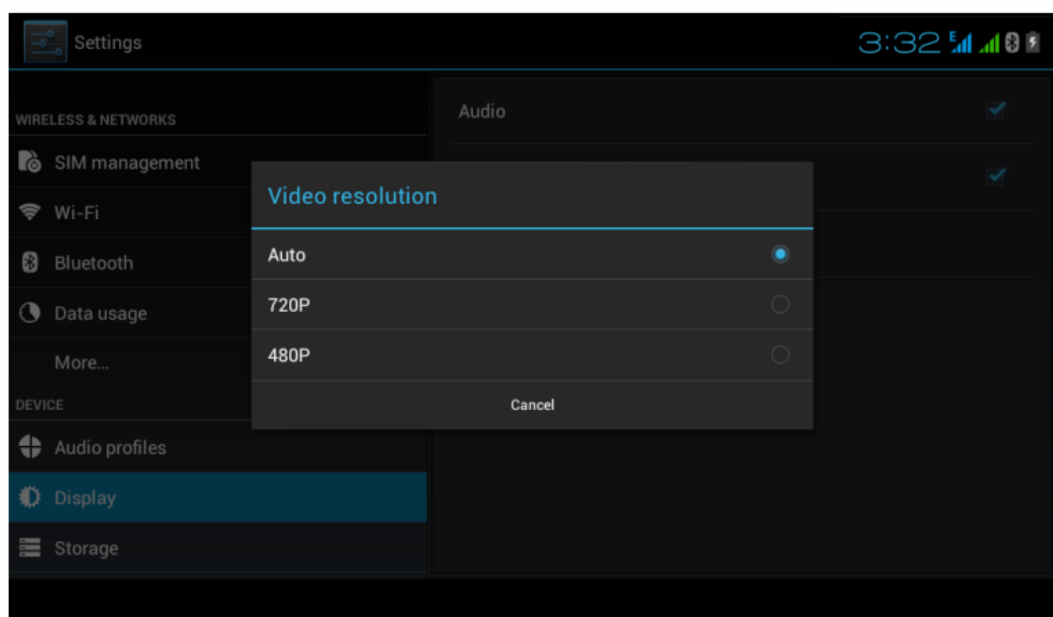 Settings
3:32
E
WIRELESS & NETWORKS
SIM management
Wi-Fi
Bluetooth
Data usage
More...
DEVICE
Audio profiles
Display
Storage
Audio
Video resolution
Auto
720P
480P
Cancel